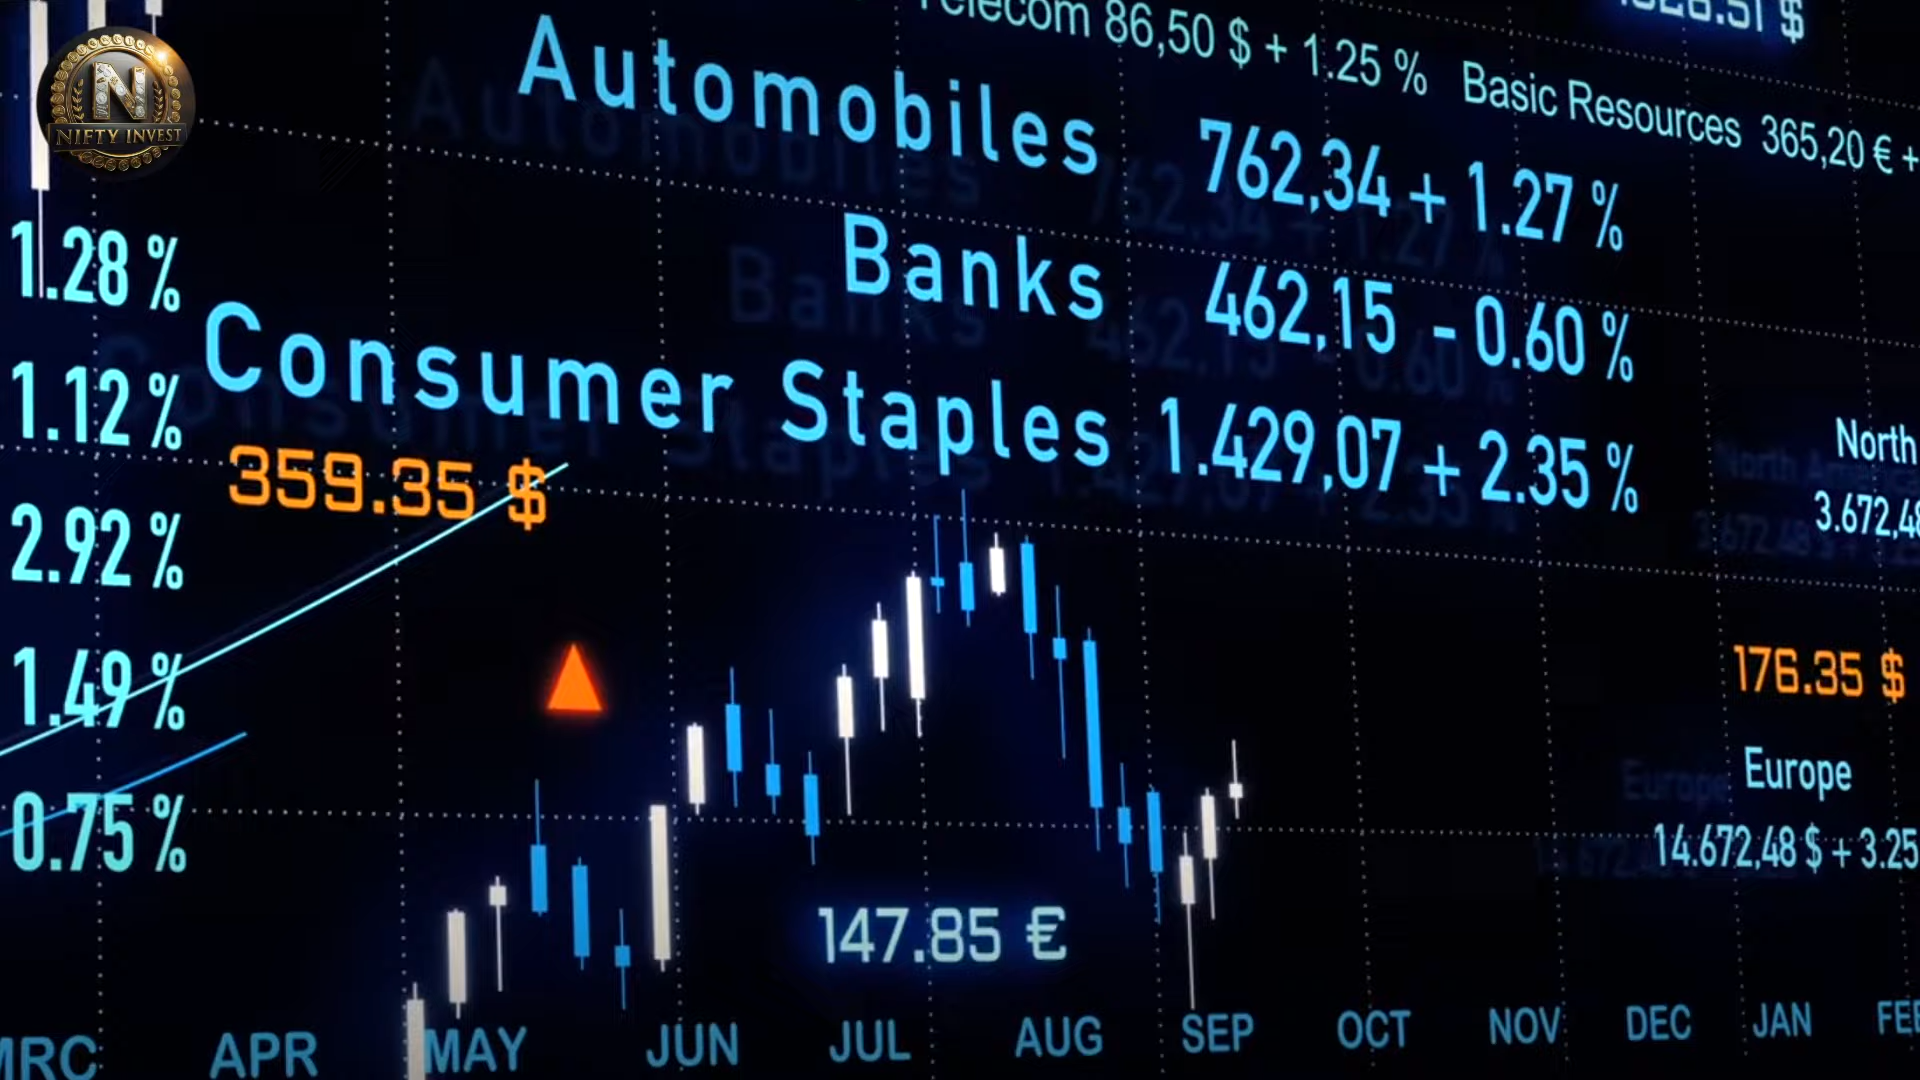 NIFTY INVEST
Telecom 86,50 $ + 1.25 % Basic Resources 365,20 € +
Automobiles 762,34 + 1.27 %
Banks 462,15 - 0.60 %
Consumer Staples 1.429,07 + 2.35 %
1.28 %
1.12 %
2.92 %
1.49 %
0.75 %
359.35 $
North
3.672,48
176.35 $
Europe
14.672,48 $ + 3.25
147.85 €
MRC APR MAY JUN JUL AUG SEP OCT NOV DEC JAN FEB